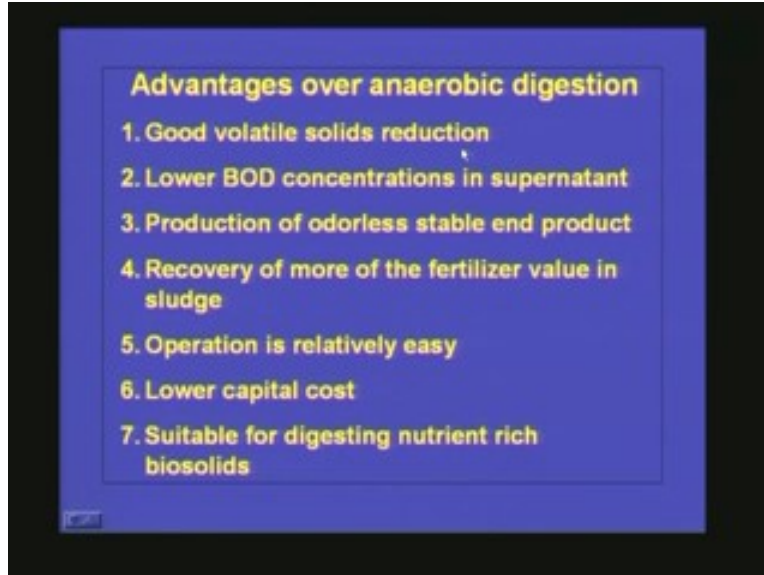 Advantages over anaerobic digestion
1. Good volatile solids reduction
2. Lower BOD concentrations in supernatant
3. Production of odorless stable end product
4. Recovery of more of the fertilizer value in
sludge
5. Operation is relatively easy
6. Lower capital cost
7. Suitable for digesting nutrient rich
biosolids